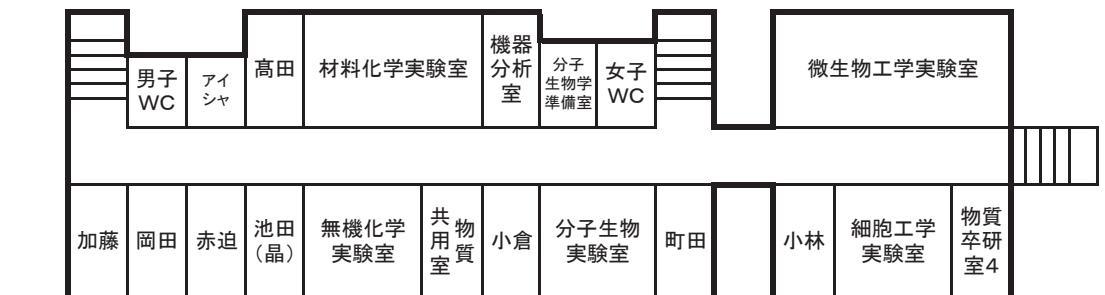 男子
WC
アイ
シャ
髙田
材料化学実験室
機器
分析
室
分子
生物学
準備室
女子
WC
微生物工学実験室
加藤
岡田
赤迫
池田
（晶）
無機化学
実験室
物質
共用室
小倉
分子生物
実験室
町田
小林
細胞工学
実験室
物質
卒研
室4